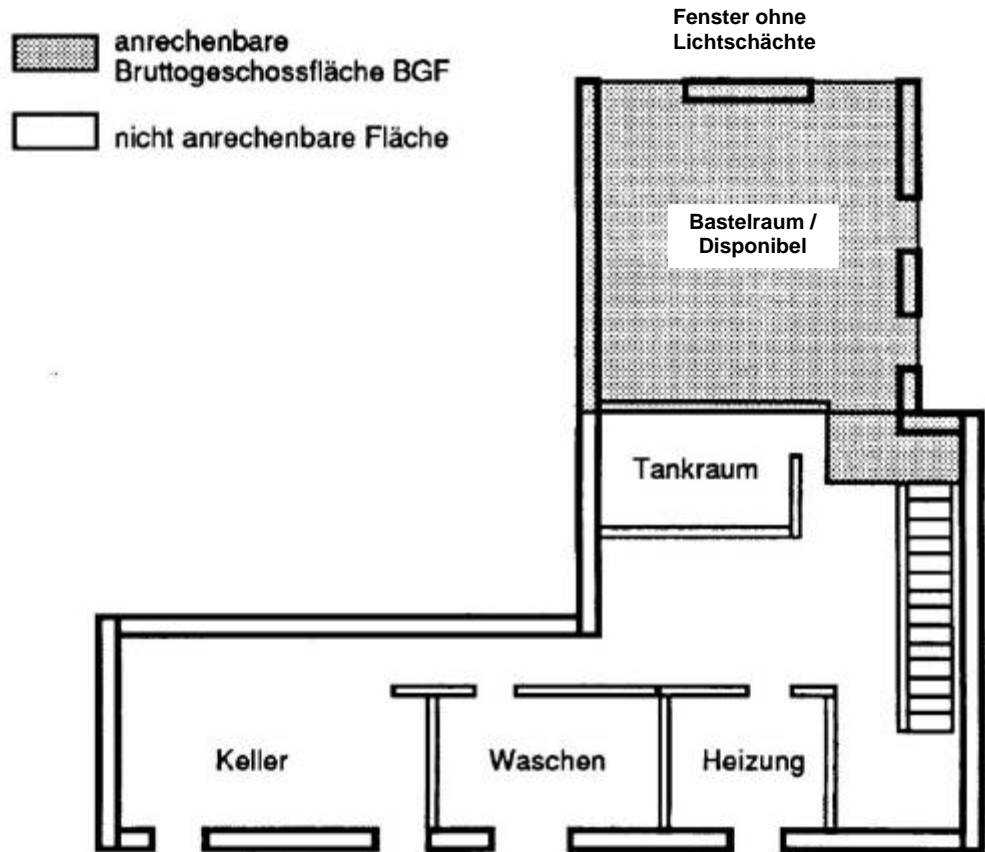 anrechenbare
Bruttogeschossfläche BGF
nicht anrechenbare Fläche
Fenster ohne
Lichtschächte
Bastelraum /
Disponibel
Tankraum
Keller
Waschen
Heizung